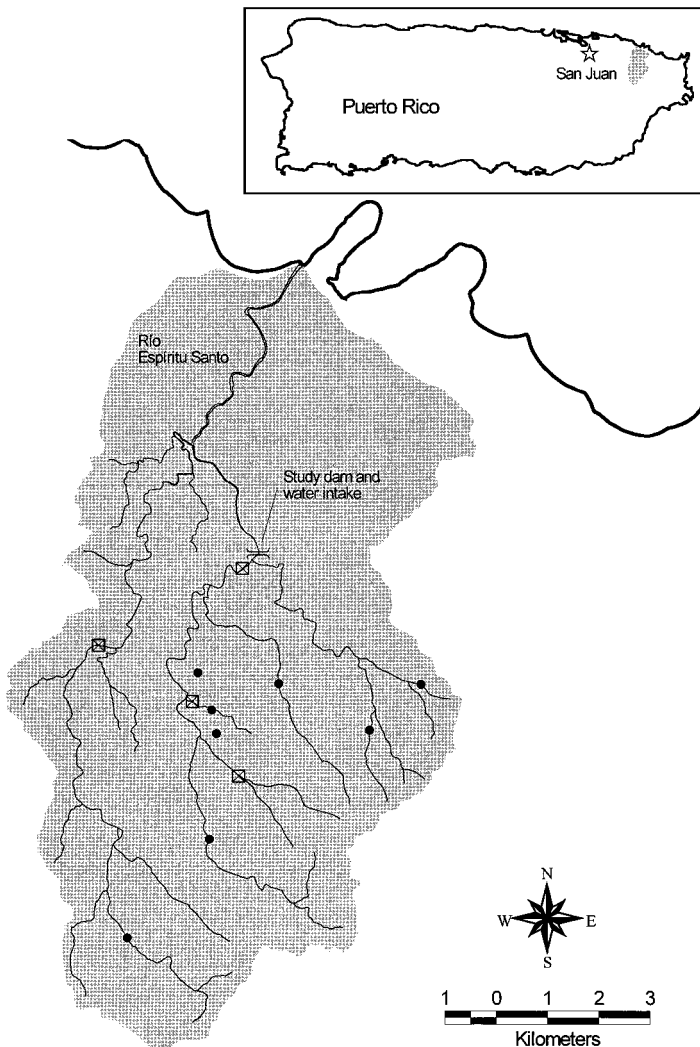 San Juan
Puerto Rico
Río
Espíritu Santo
Study dam and
water intake
N
W E
S
1 0 1 2 3
Kilometers